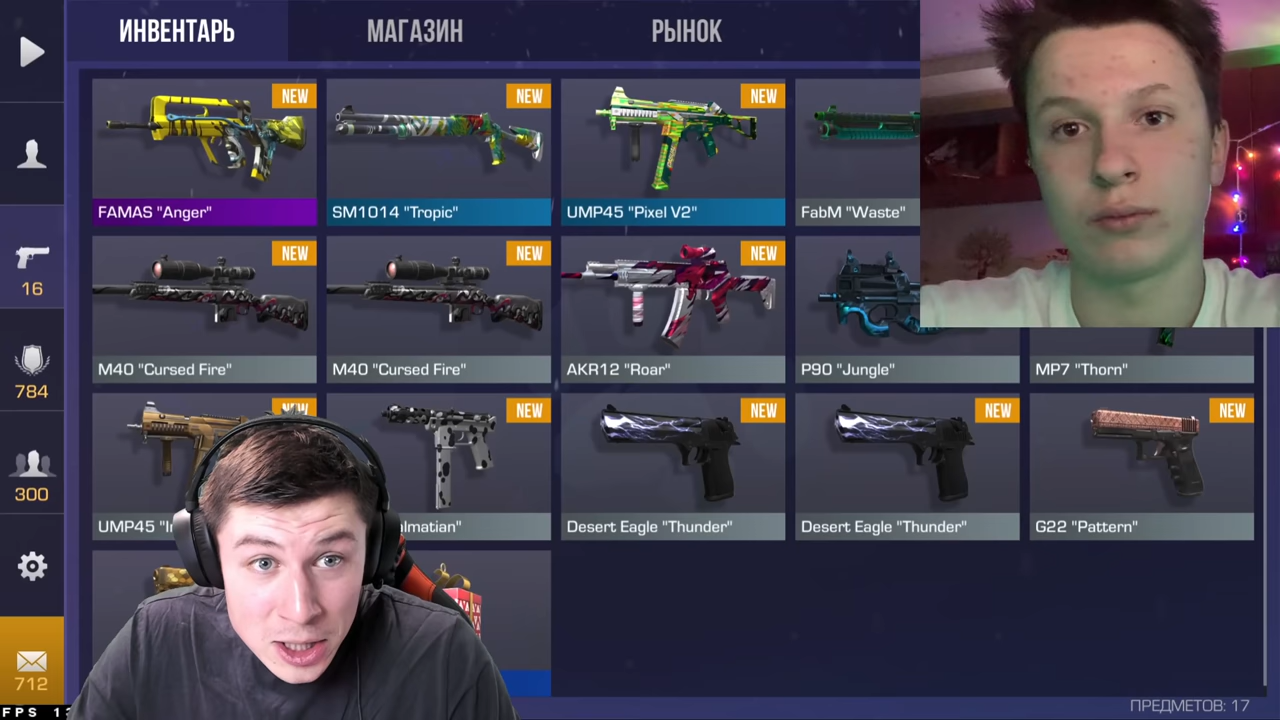 ИНВЕНТАРЬ МАГАЗИН РЫНОК
NEW NEW NEW
FAMAS "Anger" SM1014 "Tropic" UMP45 "Pixel V2" FabM "Waste"
NEW NEW NEW
M40 "Cursed Fire" M40 "Cursed Fire" AKR12 "Roar" P90 "Jungle" MP7 "Thorn"
NEW NEW NEW NEW
UMP45 Desert Eagle "Thunder" Desert Eagle "Thunder" G22 "Pattern"
16
784
300
712
FPS
ПРЕДМЕТОВ: 17